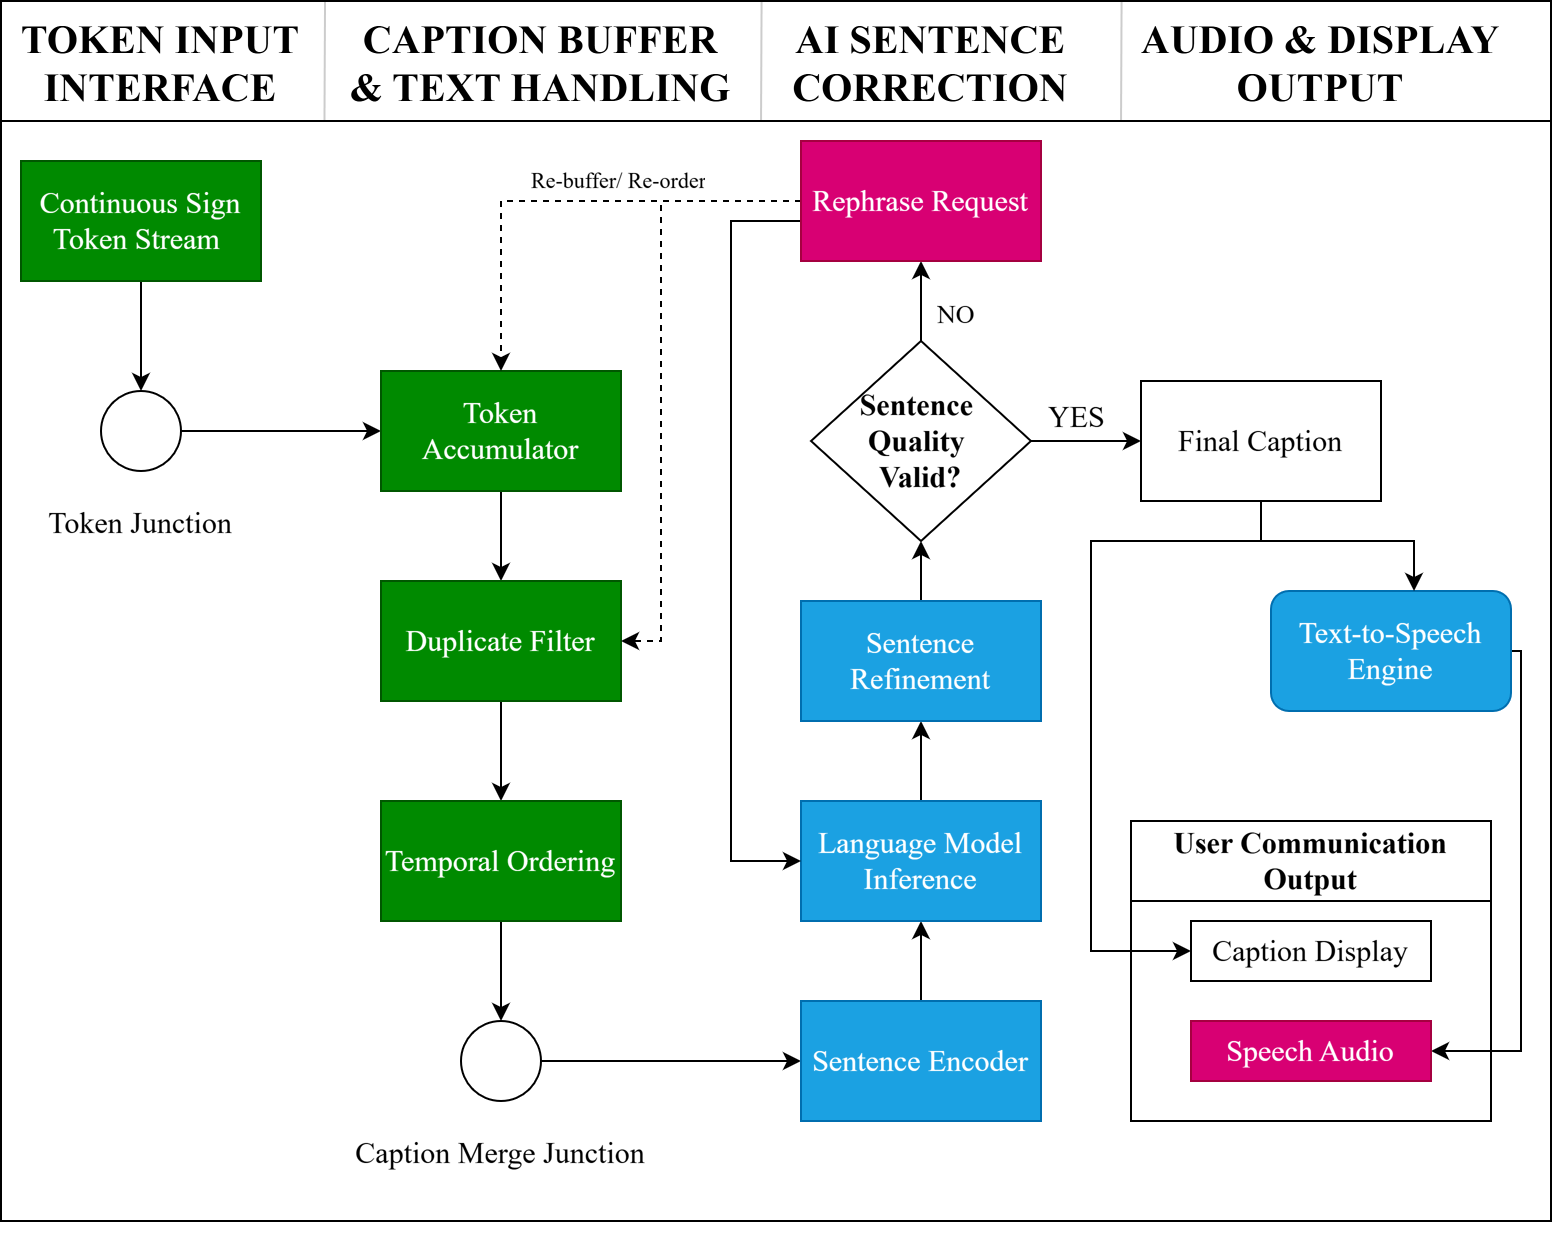 TOKEN INPUT
INTERFACE
CAPTION BUFFER
& TEXT HANDLING
AI SENTENCE
CORRECTION
AUDIO & DISPLAY
OUTPUT
Continuous Sign
Token Stream
Token Junction
Re-buffer/ Re-order
Token
Accumulator
Duplicate Filter
Temporal Ordering
Caption Merge Junction
Rephrase Request
NO
Sentence
Quality
Valid?
YES
Sentence
Refinement
Language Model
Inference
Sentence Encoder
Final Caption
Text-to-Speech
Engine
User Communication
Output
Caption Display
Speech Audio